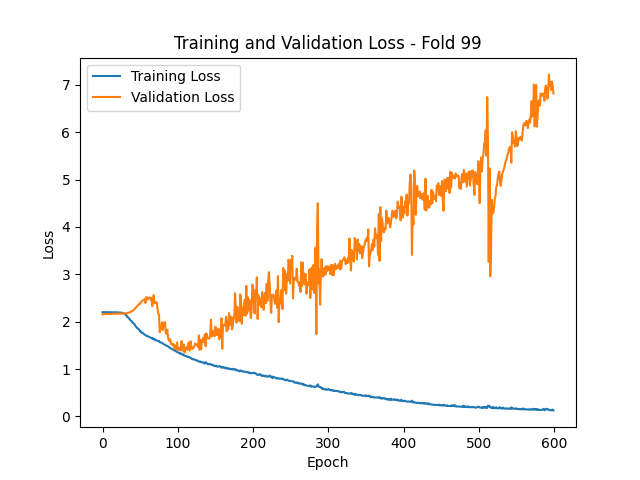 Training and Validation Loss - Fold 99
Training Loss
Validation Loss
Loss
7
6
5
4
3
2
1
0
0 100 200 300 400 500 600
Epoch